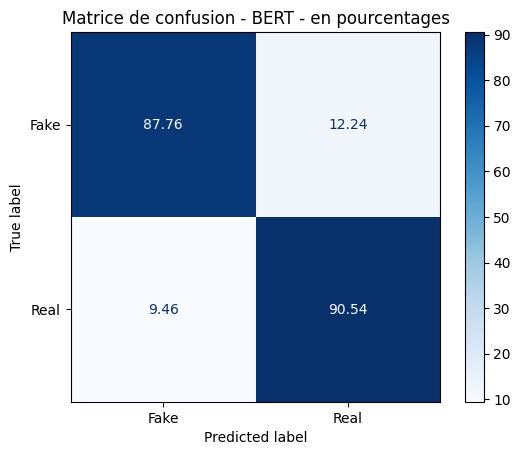 Matrice de confusion - BERT - en pourcentages
True label
Fake
87.76
12.24
Real
9.46
90.54
Fake
Real
Predicted label
90
80
70
60
50
40
30
20
10